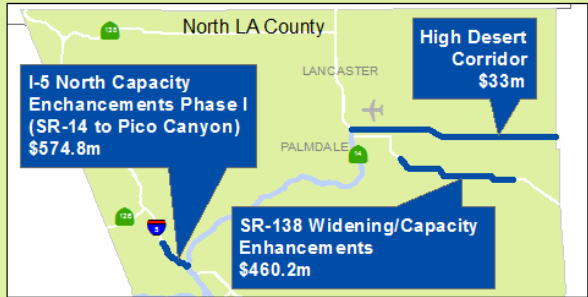 North LA County
138
High Desert
Corridor
$33m
I-5 North Capacity
Enchancements Phase I
(SR-14 to Pico Canyon)
$574.8m
LANCASTER
PALMDALE
14
126
5
SR-138 Widening/Capacity
Enhancements
$460.2m